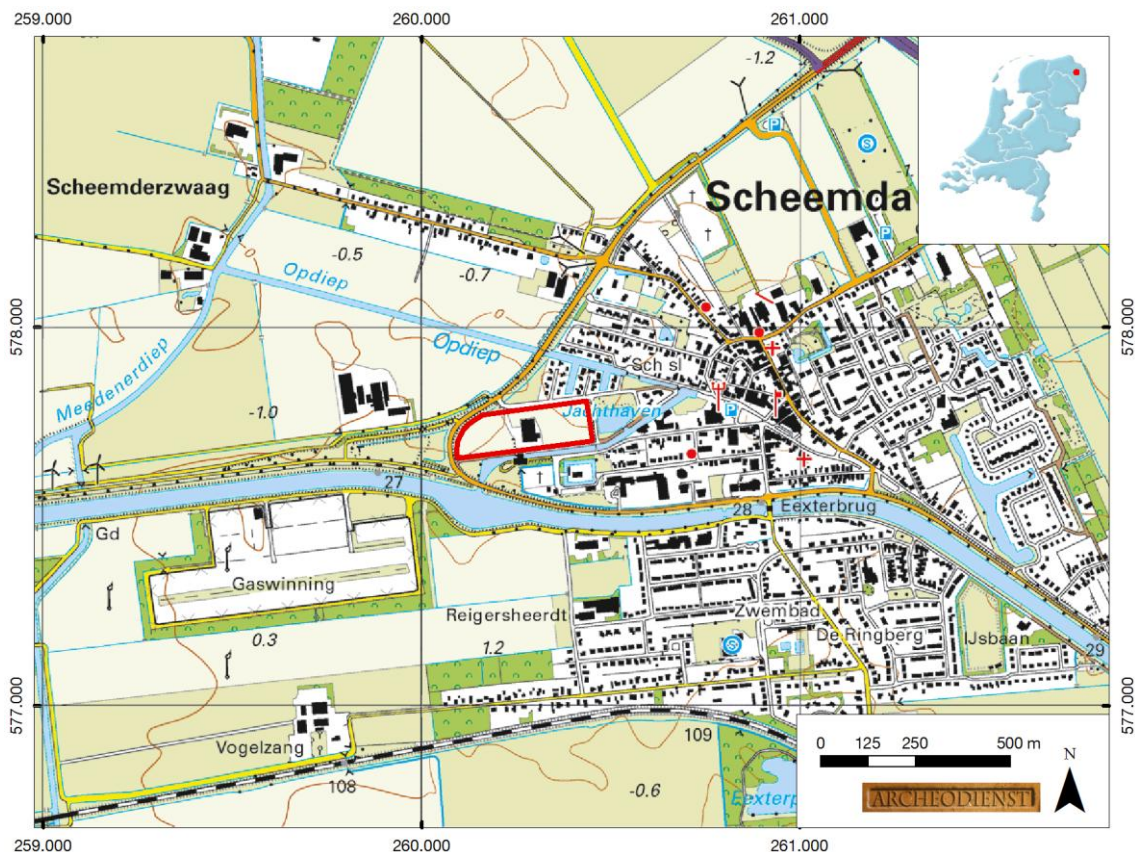 259.000
260.000
261.000
-1.2
P
S
Scheemderzwaag
Scheemda
P
-0.5
-0.7
Opdiep
578.000
578.000
Opdiep
Meedenerdiep
Sch sl
-1.0
Jachthaven
P
27
28
Eexterbrug
Gd
Gaswinning
Reigersheerdt
Zwembad
De Ringberg
IJsbaan
0.3
1.2
S
29
577.000
577.000
Vogelzang
109
108
-0.6
0 125 250 500 m
N
ARCHEODIENST
259.000
260.000
261.000